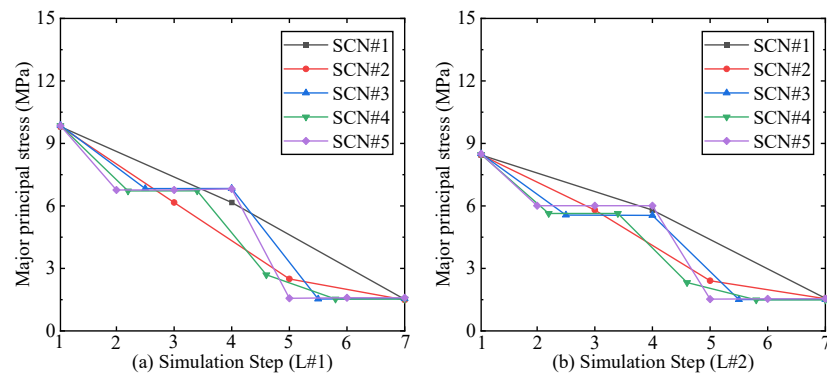 15
12
9
6
3
0
Major principal stress (MPa)
SCN#1
SCN#2
SCN#3
SCN#4
SCN#5
1 2 3 4 5 6 7
(a) Simulation Step (L#1)
15
12
9
6
3
0
Major principal stress (MPa)
SCN#1
SCN#2
SCN#3
SCN#4
SCN#5
1 2 3 4 5 6 7
(b) Simulation Step (L#2)